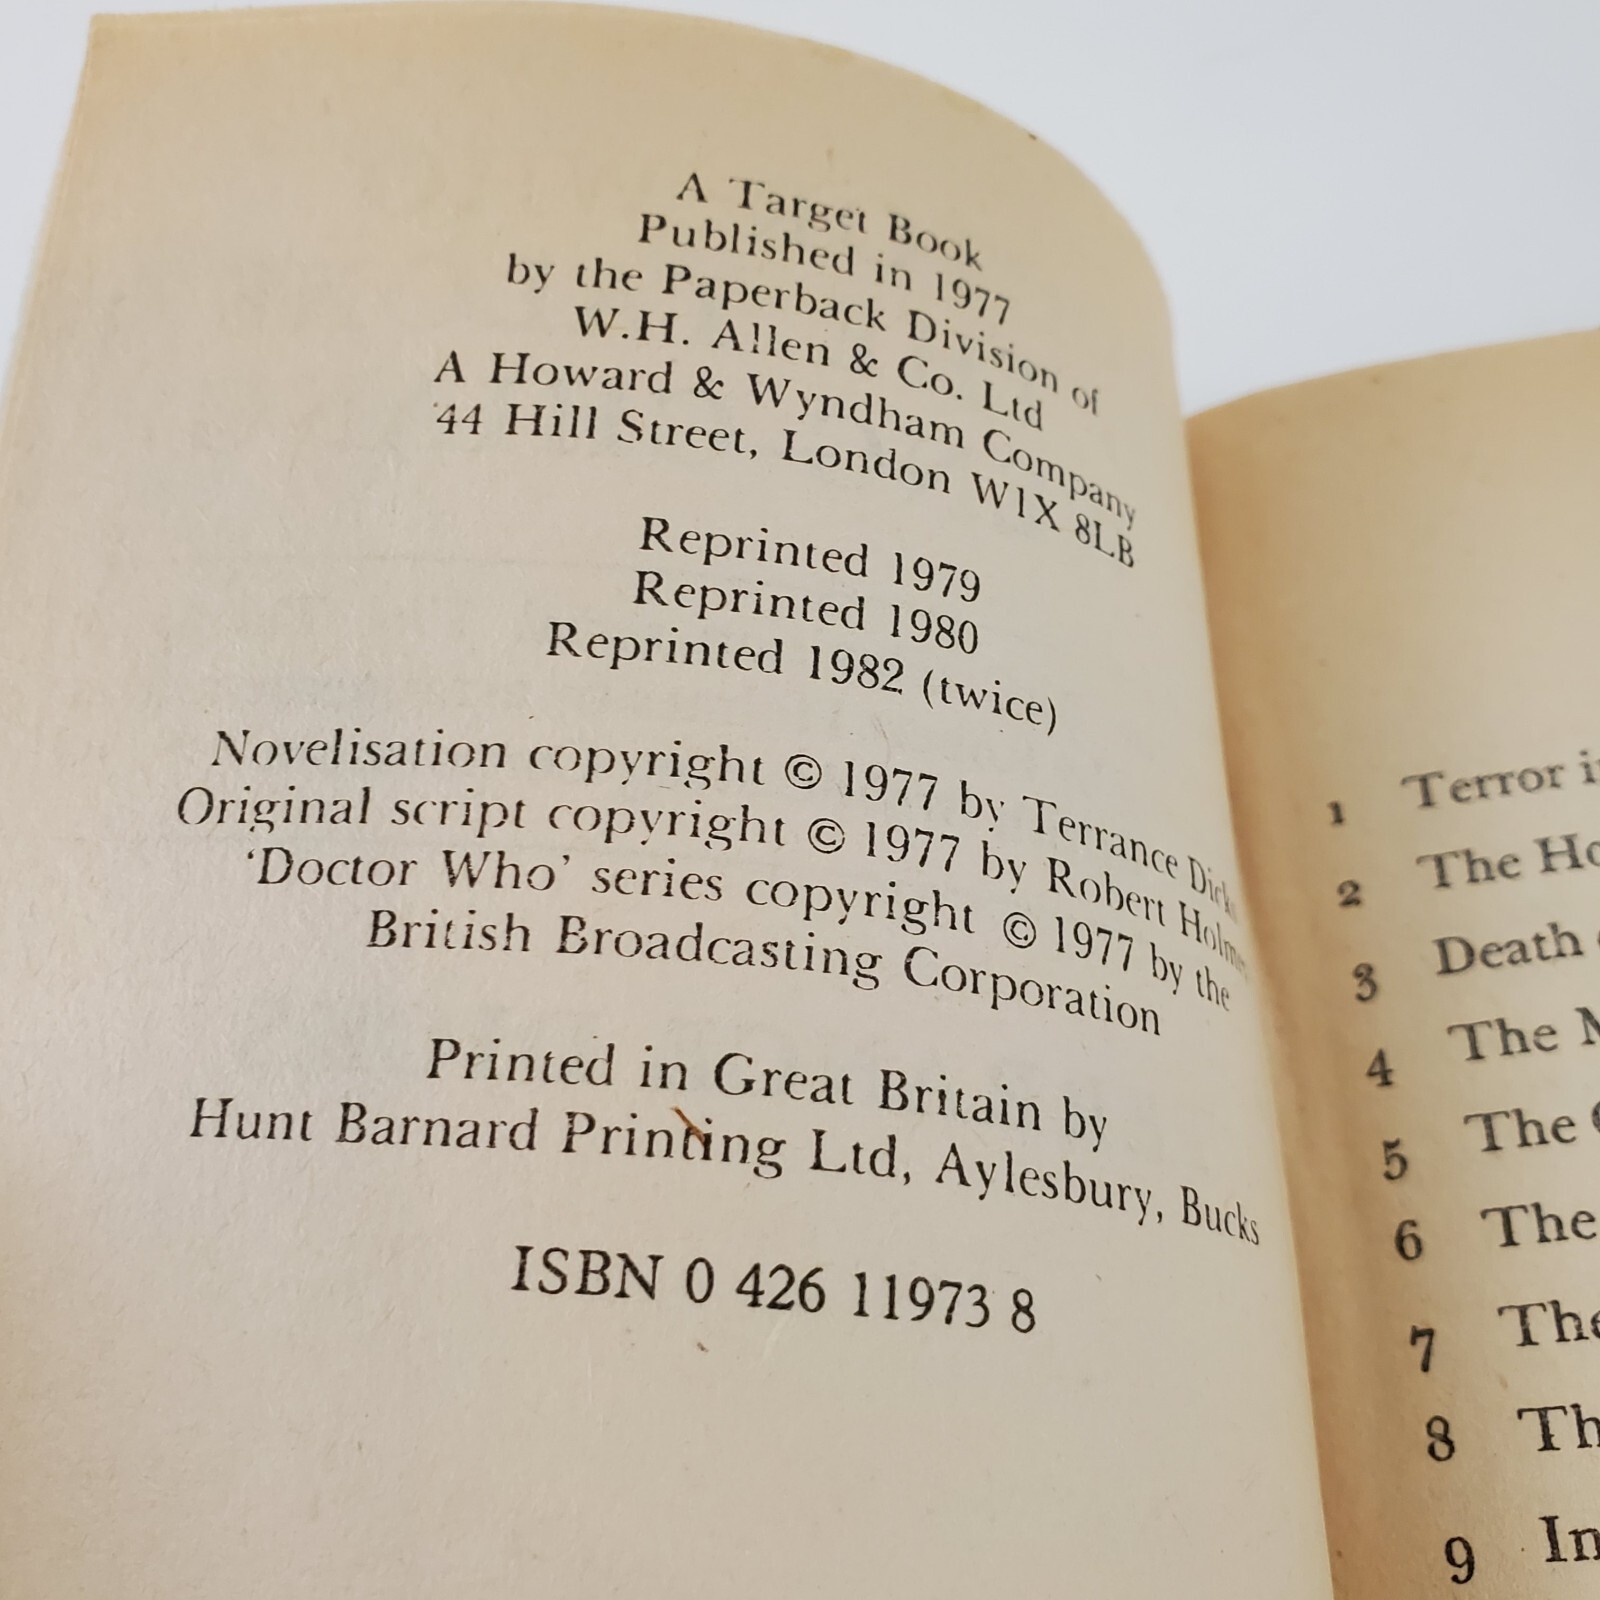 A Target Book
Published in 1977
by the Paperback Division of
W.H. Allen & Co. Ltd
A Howard & Wyndham Company
44 Hill Street, London W1X 8LB
Reprinted 1979
Reprinted 1980
Reprinted 1982 (twice)
Novelisation copyright © 1977 by Terrance
Original script copyright © 1977 by Robert
'Doctor Who' series copyright © 1977 by the
British Broadcasting Corporation
Printed in Great Britain by
Hunt Barnard Printing Ltd, Aylesbury, Bucks
ISBN 0 426 11973 8
1 Terror
2 The
3 Death
4 The
5 The
6 The
7 The
8
9